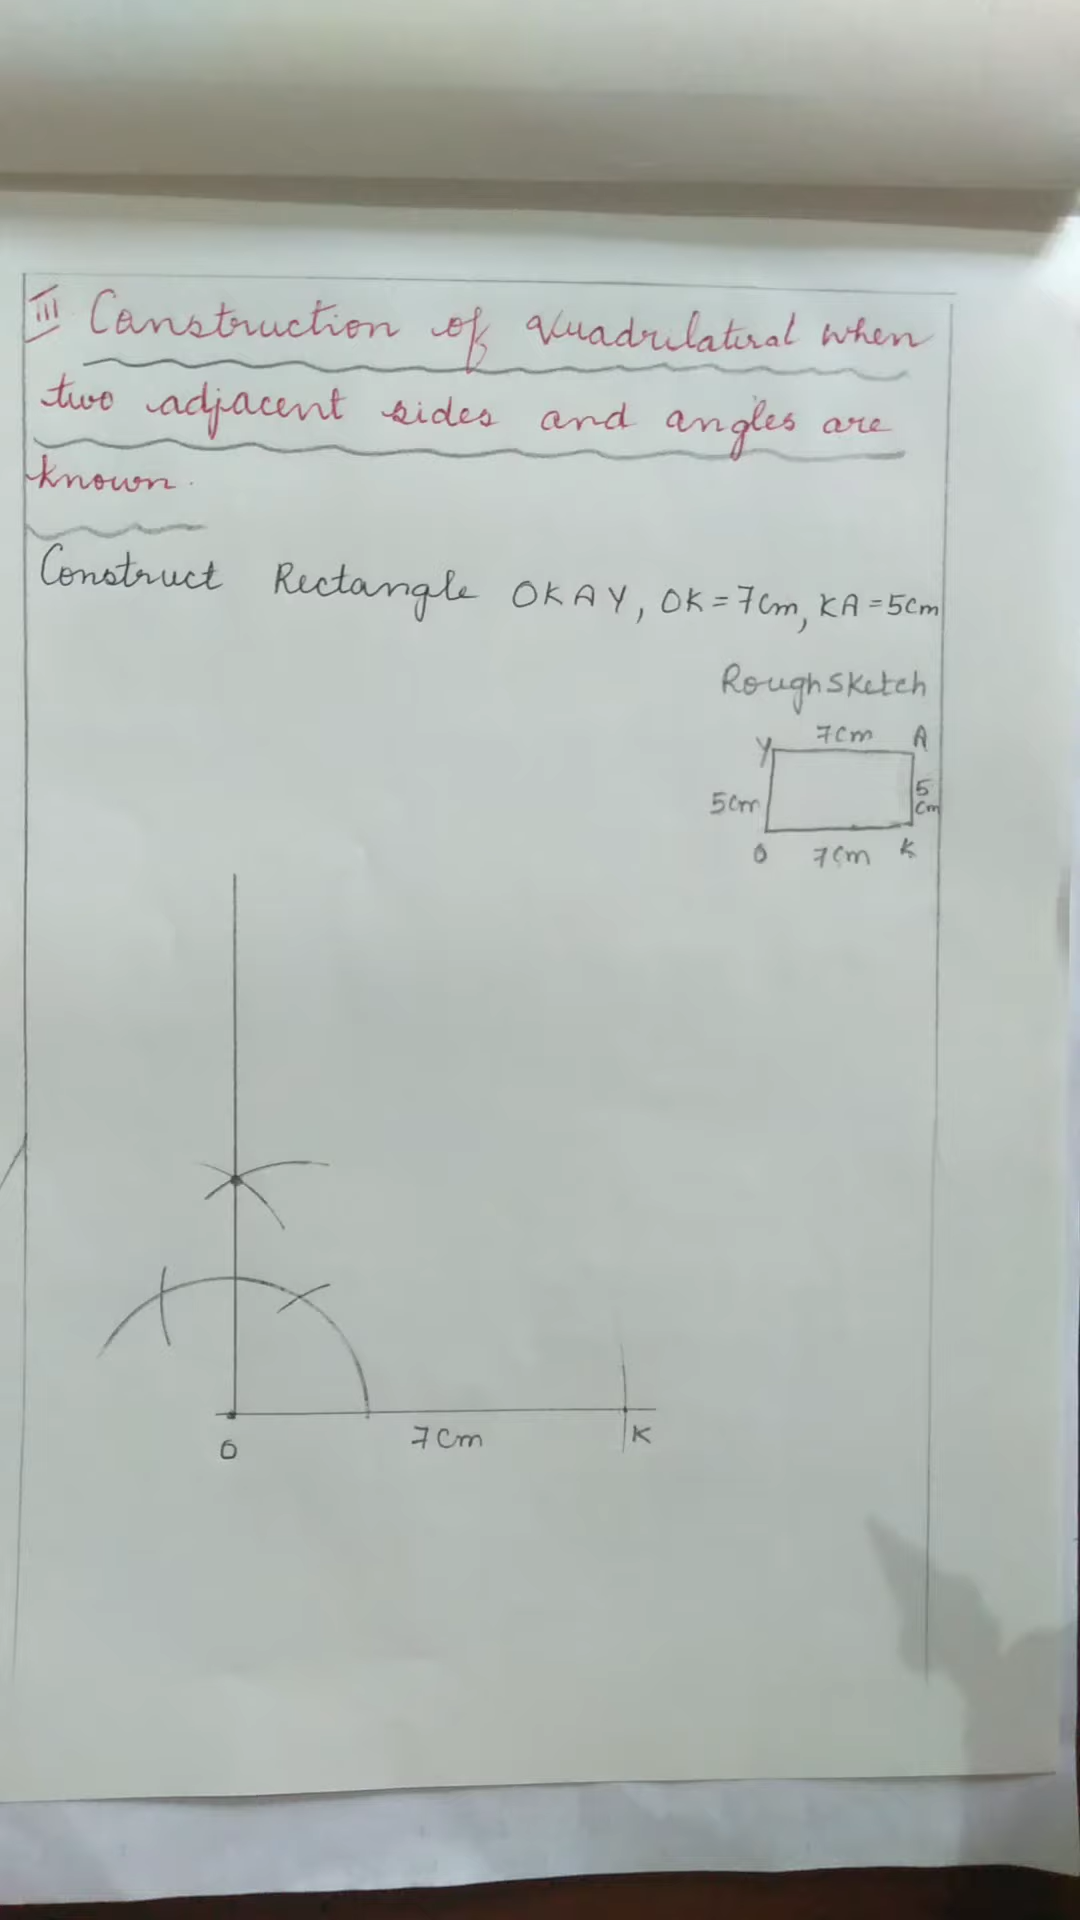 III Construction of Quadrilateral when
two adjacent sides and angles are
known.
Construct Rectangle OKAY, OK = 7cm, KA = 5cm
Rough Sketch
7cm
Y A
5cm 5
cm
O 7cm K
O 7cm K